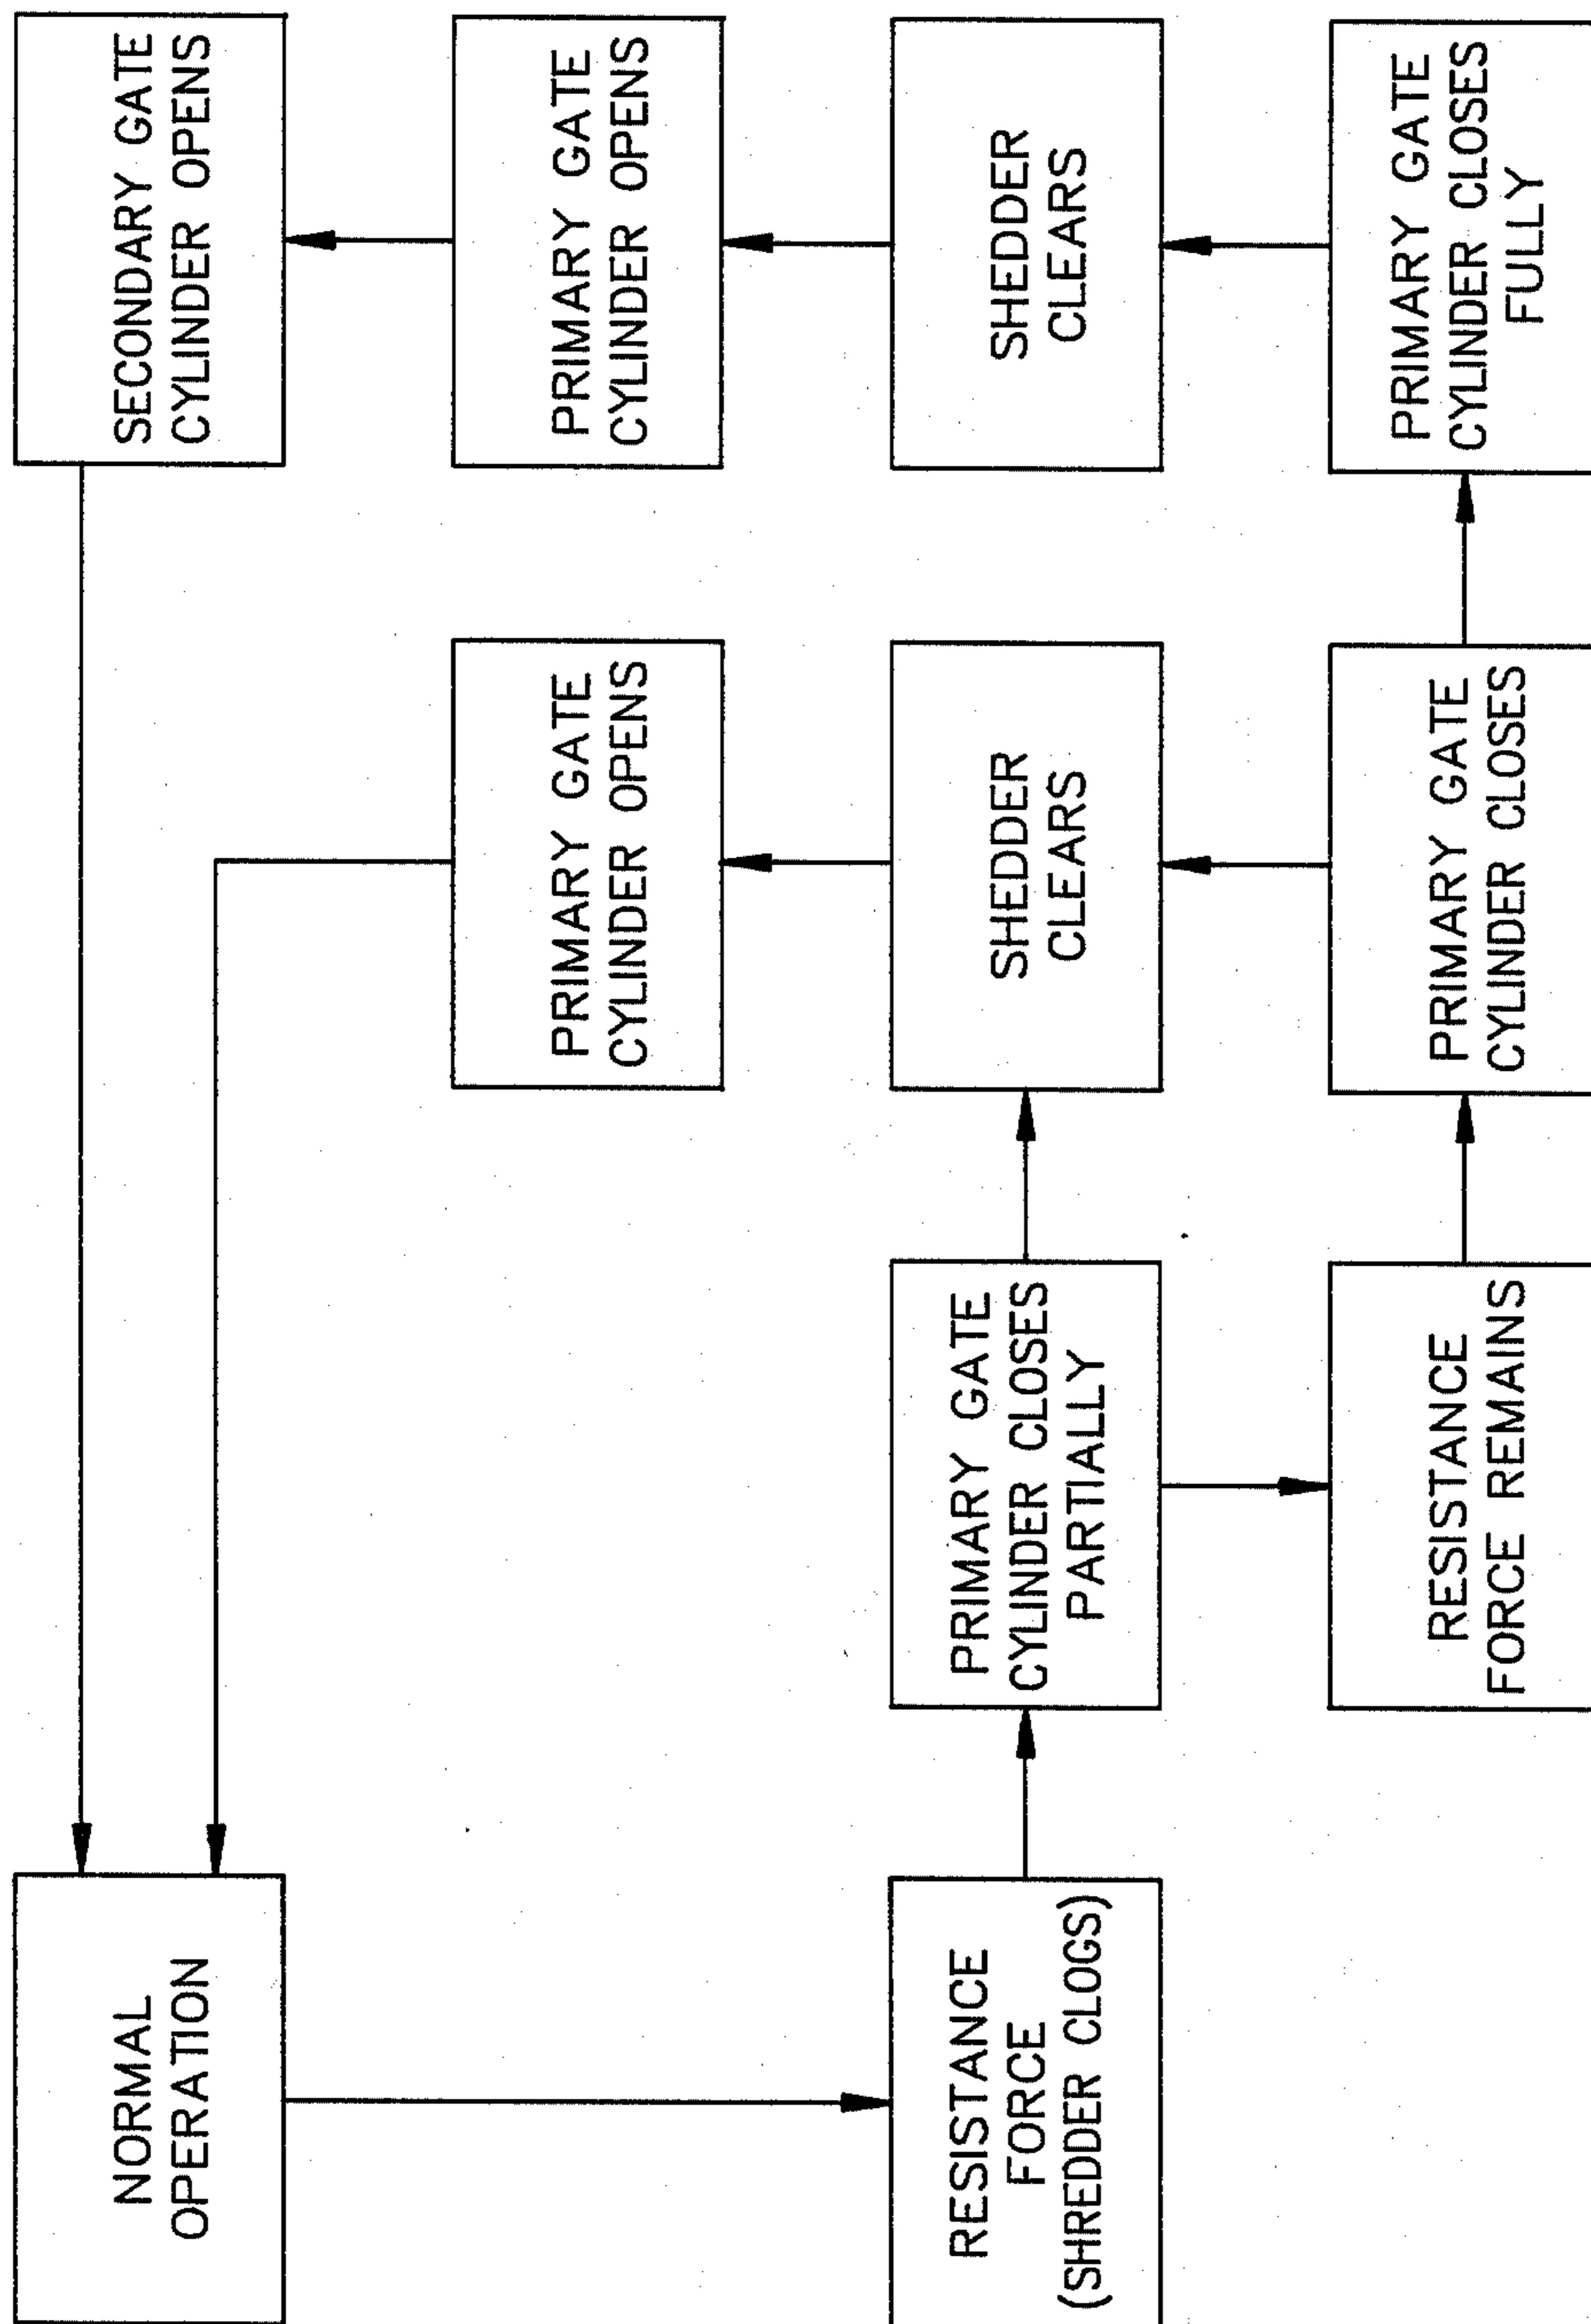 NORMAL
OPERATION
SECONDARY GATE
CYLINDER OPENS
PRIMARY GATE
CYLINDER OPENS
PRIMARY GATE
CYLINDER OPENS
RESISTANCE
FORCE
(SHREDDER CLOGS)
PRIMARY GATE
CYLINDER CLOSES
PARTIALLY
SHEDDER
CLEARS
SHEDDER
CLEARS
RESISTANCE
FORCE REMAINS
PRIMARY GATE
CYLINDER CLOSES
PRIMARY GATE
CYLINDER CLOSES
FULLY